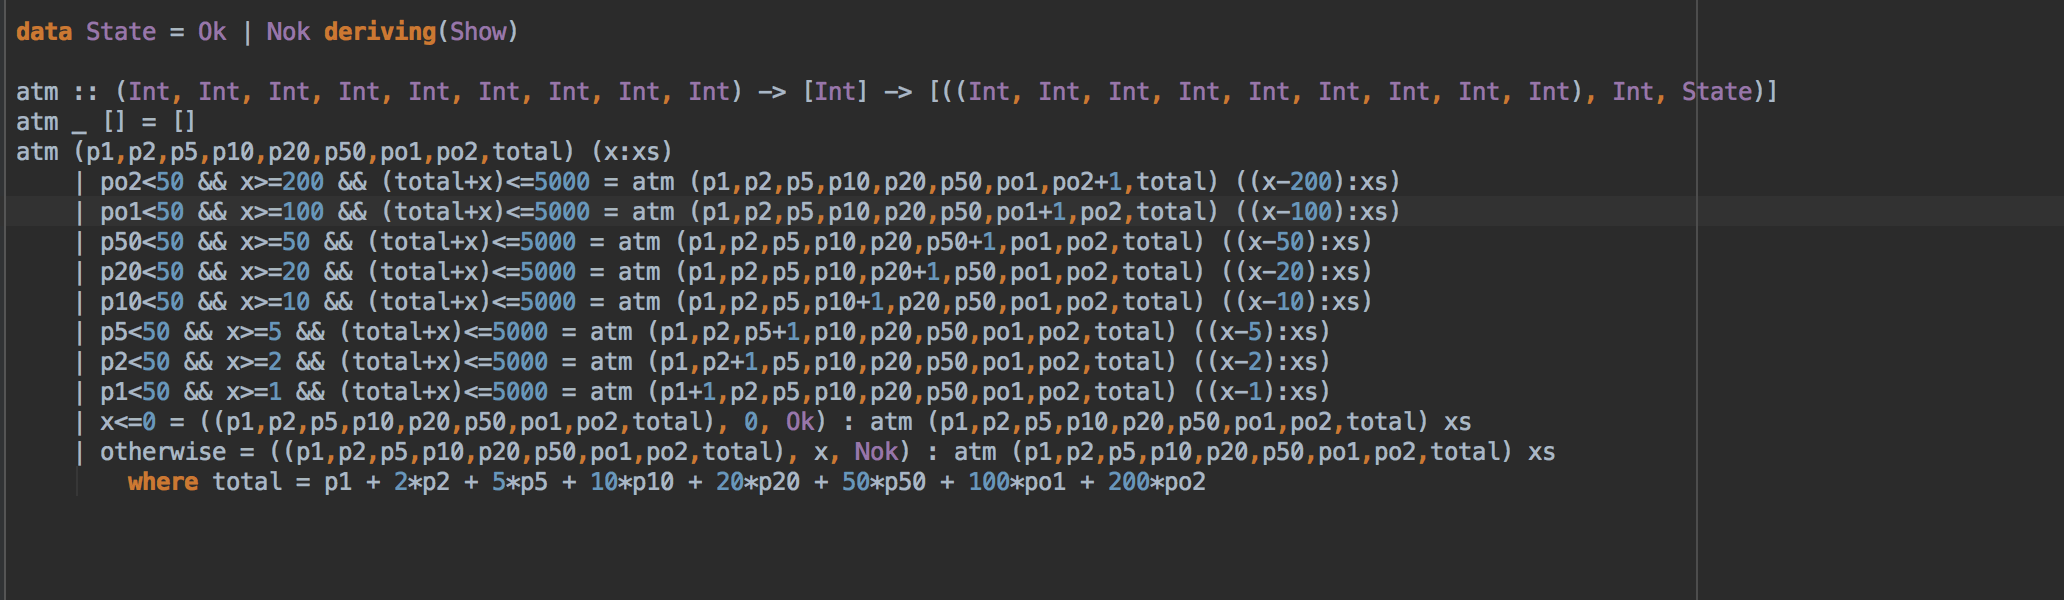 data State = Ok | Nok deriving(Show)
atm :: (Int, Int, Int, Int, Int, Int, Int, Int, Int) -> [Int] -> [((Int, Int, Int, Int, Int, Int, Int, Int, Int), Int, State)]
atm _ [] = []
atm (p1,p2,p5,p10,p20,p50,po1,po2,total) (x:xs)
| po2<50 && x>=200 && (total+x)<=5000 = atm (p1,p2,p5,p10,p20,p50,po1,po2+1,total) ((x-200):xs)
| po1<50 && x>=100 && (total+x)<=5000 = atm (p1,p2,p5,p10,p20,p50,po1+1,po2,total) ((x-100):xs)
| p50<50 && x>=50 && (total+x)<=5000 = atm (p1,p2,p5,p10,p20,p50+1,po1,po2,total) ((x-50):xs)
| p20<50 && x>=20 && (total+x)<=5000 = atm (p1,p2,p5,p10,p20+1,p50,po1,po2,total) ((x-20):xs)
| p10<50 && x>=10 && (total+x)<=5000 = atm (p1,p2,p5,p10+1,p20,p50,po1,po2,total) ((x-10):xs)
| p5<50 && x>=5 && (total+x)<=5000 = atm (p1,p2,p5+1,p10,p20,p50,po1,po2,total) ((x-5):xs)
| p2<50 && x>=2 && (total+x)<=5000 = atm (p1,p2+1,p5,p10,p20,p50,po1,po2,total) ((x-2):xs)
| p1<50 && x>=1 && (total+x)<=5000 = atm (p1+1,p2,p5,p10,p20,p50,po1,po2,total) ((x-1):xs)
| x<=0 = ((p1,p2,p5,p10,p20,p50,po1,po2,total), 0, Ok) : atm (p1,p2,p5,p10,p20,p50,po1,po2,total) xs
| otherwise = ((p1,p2,p5,p10,p20,p50,po1,po2,total), x, Nok) : atm (p1,p2,p5,p10,p20,p50,po1,po2,total) xs
where total = p1 + 2*p2 + 5*p5 + 10*p10 + 20*p20 + 50*p50 + 100*po1 + 200*po2